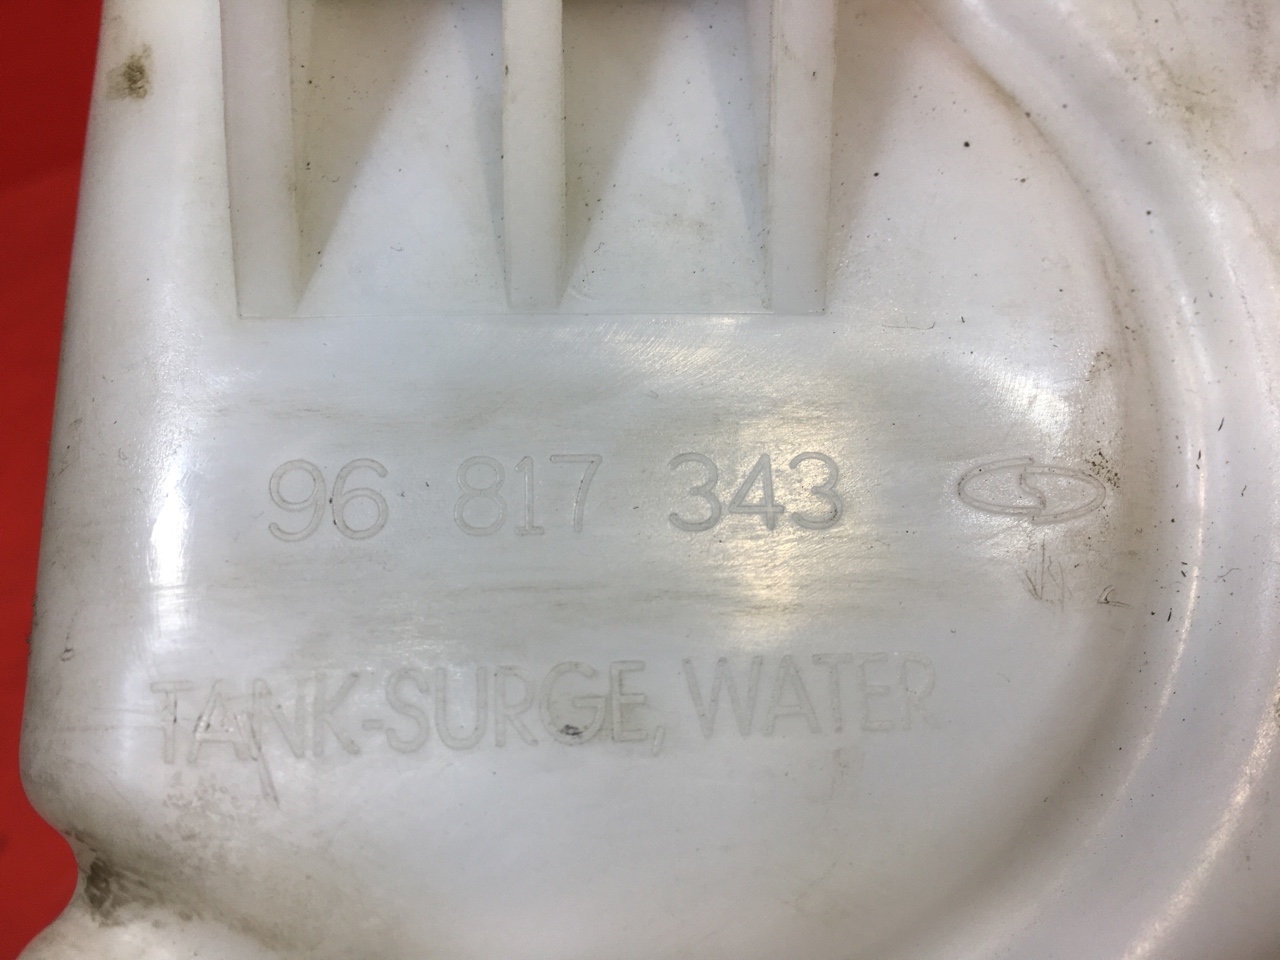 96 817 343
TANK-SURGE, WATER